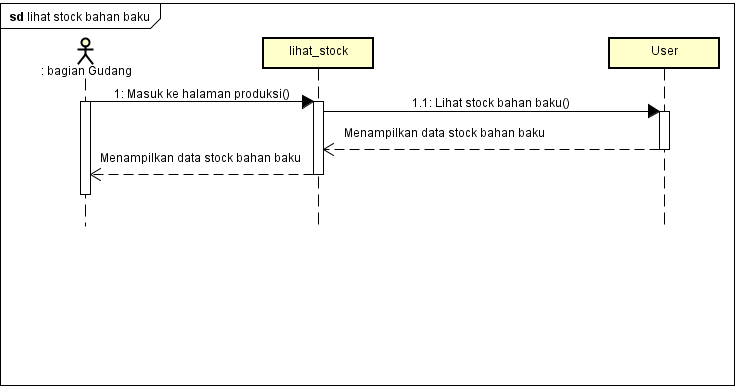 sd lihat stock bahan baku
: bagian Gudang
lihat_stock
User
1: Masuk ke halaman produksi()
1.1: Lihat stock bahan baku()
Menampilkan data stock bahan baku
Menampilkan data stock bahan baku